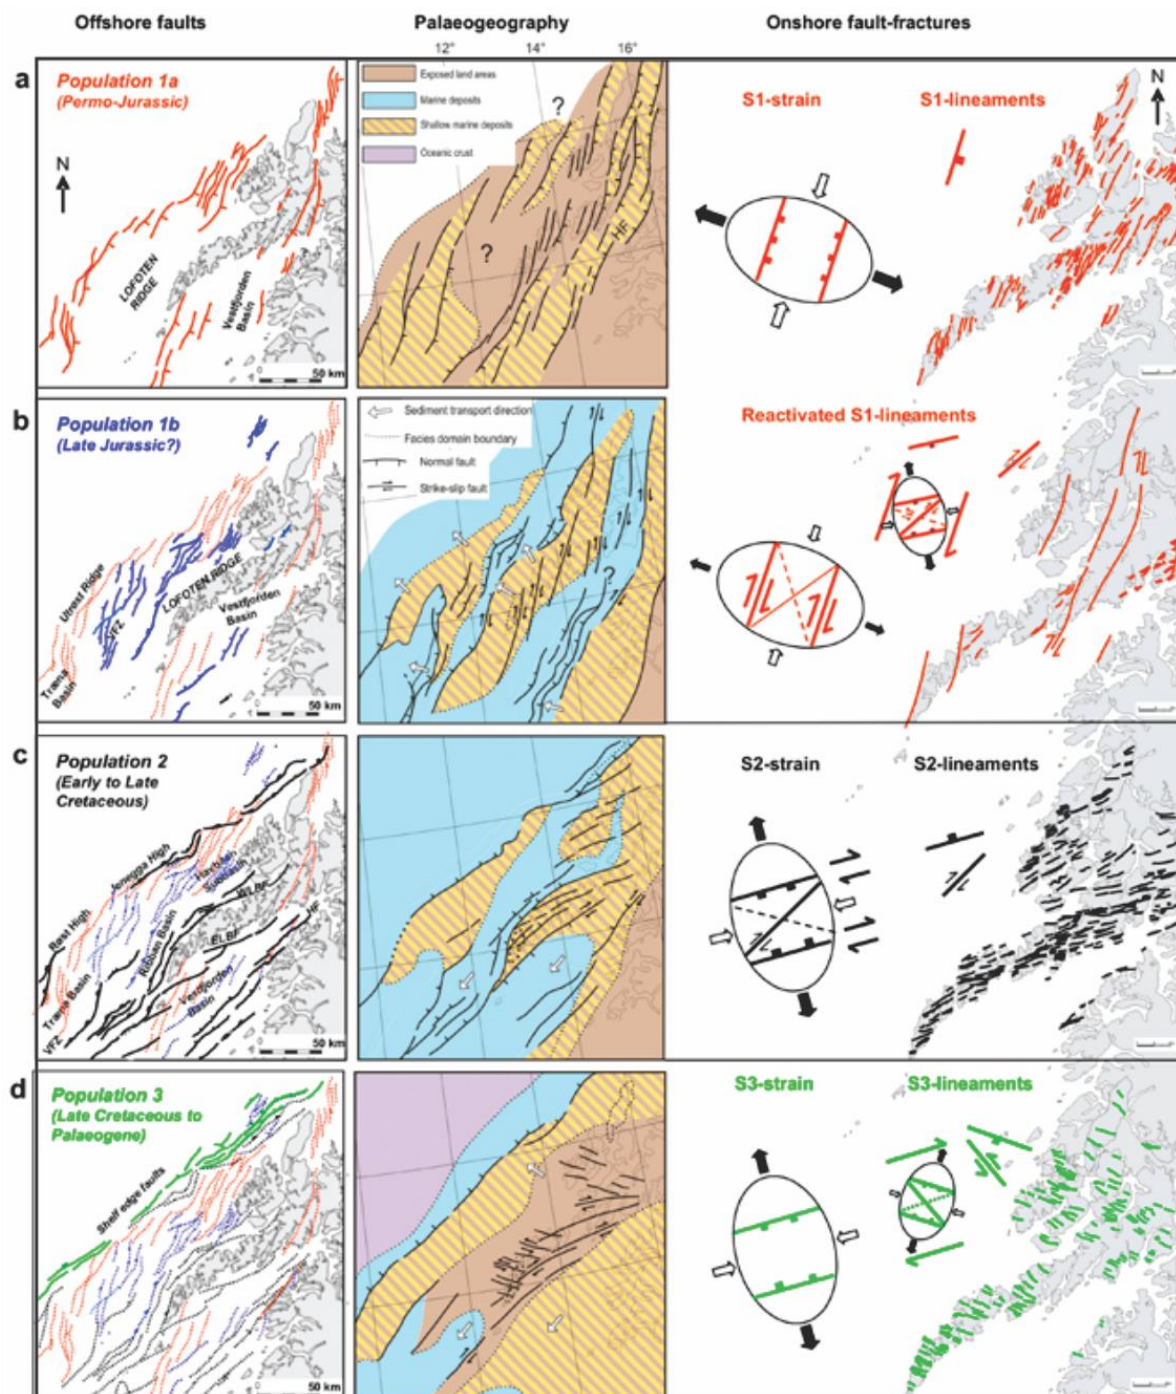 Offshore faults
Palaeogeography
Onshore fault-fractures
12°
14°
16°
a
Population 1a
(Permo-Jurassic)
N
LOFOTEN
RIDGE
Vestfjorden
Basin
50 km
Exposed land areas
Marine deposits
Shallow marine deposits
Oceanic crust
?
?
HF
S1-strain
S1-lineaments
N
b
Population 1b
(Late Jurassic?)
Utrøst Ridge
VFZ
LOFOTEN RIDGE
Vestfjorden
Basin
Træna
Basin
50 km
Sediment transport direction
Facies domain boundary
Normal fault
Strike-slip fault
?
Reactivated S1-lineaments
c
Population 2
(Early to Late
Cretaceous)
Jennegga High
Røst High
Havbåen
Subbasin
Ribban Basin
WLBF
ELBF
HF
Træna Basin
Vestfjorden
Basin
VFZ
50 km
S2-strain
S2-lineaments
d
Population 3
(Late Cretaceous to
Palaeogene)
Shelf edge faults
50 km
S3-strain
S3-lineaments